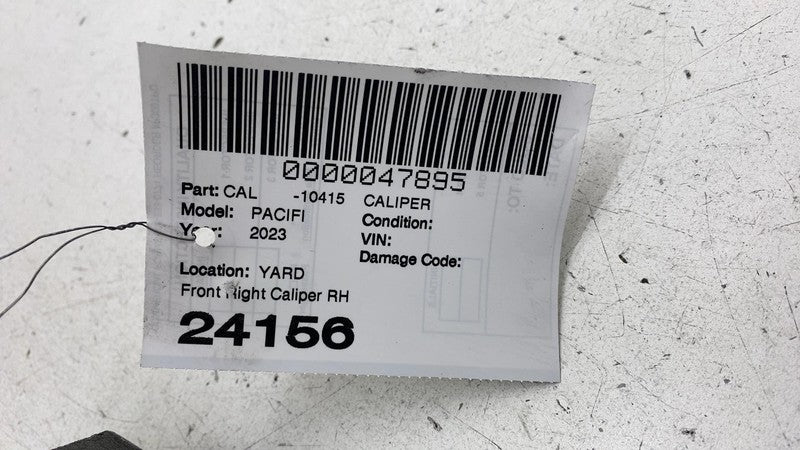 0000047895
Part: CAL -10415 CALIPER
Model: PACIFI Condition:
Year: 2023 VIN:
Damage Code:
Location: YARD
Front Right Caliper RH
24156